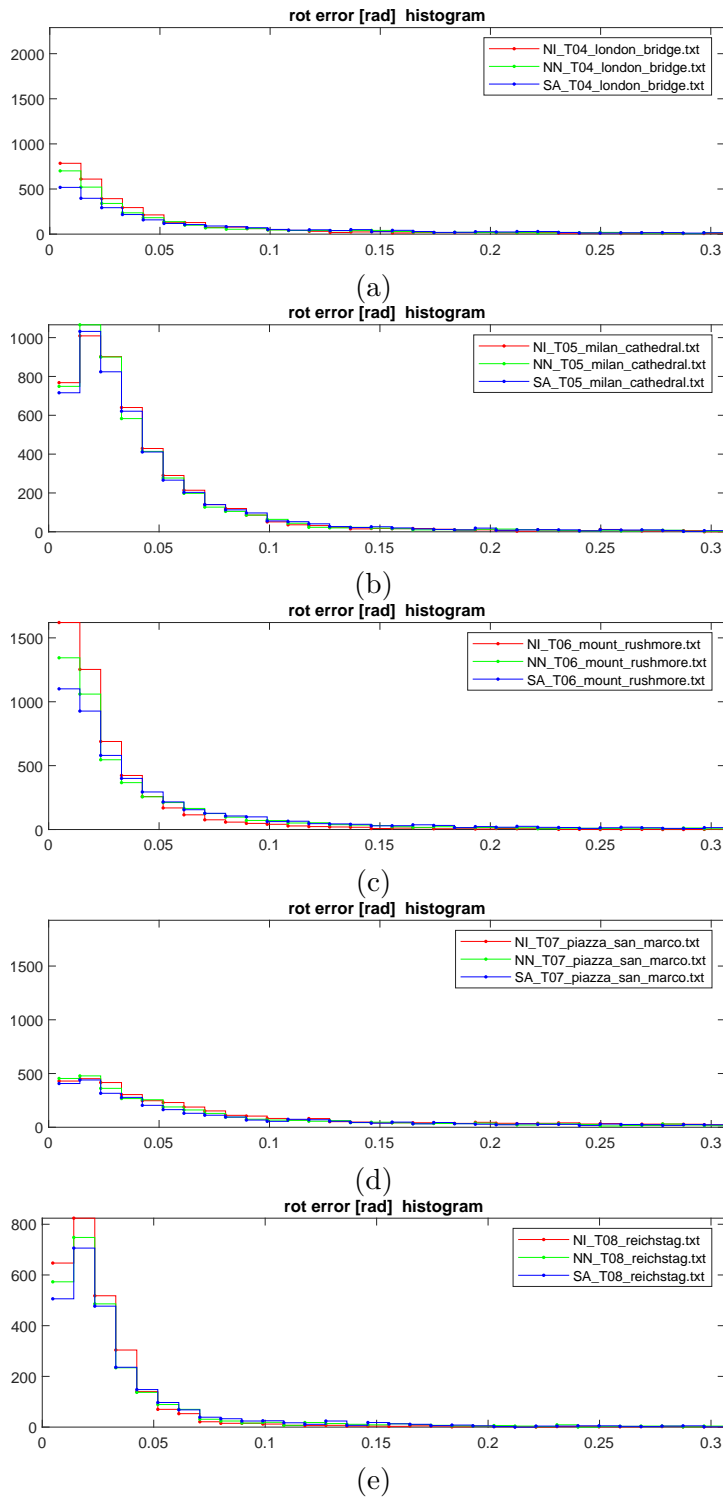 rot error [rad] histogram
2000
1500
1000
500
0
NI_T04_london_bridge.txt
NN_T04_london_bridge.txt
SA_T04_london_bridge.txt
0 0.05 0.1 0.15 0.2 0.25 0.3
(a)
rot error [rad] histogram
1000
800
600
400
200
0
NI_T05_milan_cathedral.txt
NN_T05_milan_cathedral.txt
SA_T05_milan_cathedral.txt
0 0.05 0.1 0.15 0.2 0.25 0.3
(b)
rot error [rad] histogram
1500
1000
500
0
NI_T06_mount_rushmore.txt
NN_T06_mount_rushmore.txt
SA_T06_mount_rushmore.txt
0 0.05 0.1 0.15 0.2 0.25 0.3
(c)
rot error [rad] histogram
1500
1000
500
0
NI_T07_piazza_san_marco.txt
NN_T07_piazza_san_marco.txt
SA_T07_piazza_san_marco.txt
0 0.05 0.1 0.15 0.2 0.25 0.3
(d)
rot error [rad] histogram
800
600
400
200
0
NI_T08_reichstag.txt
NN_T08_reichstag.txt
SA_T08_reichstag.txt
0 0.05 0.1 0.15 0.2 0.25 0.3
(e)